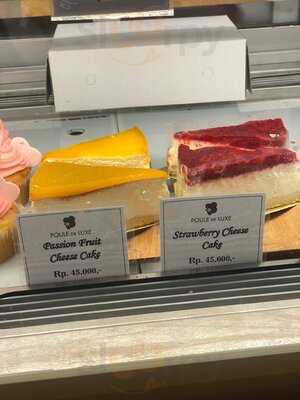 POULE DE LUXE
Passion Fruit
Cheese Cake
Rp. 45.000,-
POULE DE LUXE
Strawberry Cheese
Cake
Rp. 45.000,-